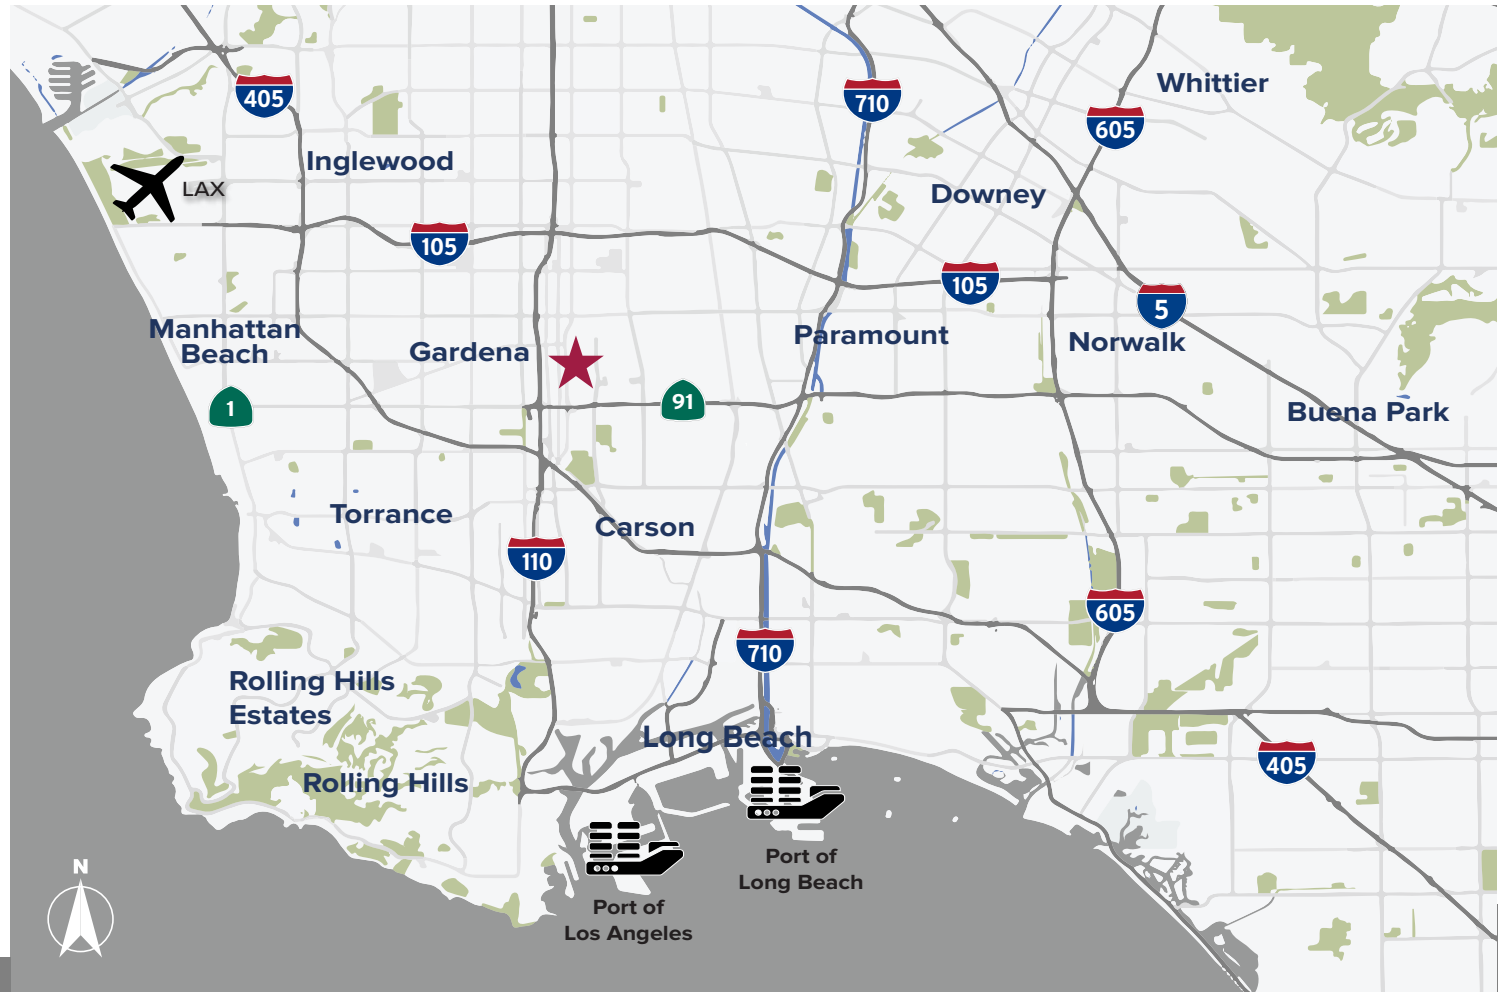 Whittier
405
710
605
Inglewood
LAX
Downey
105
105
5
Manhattan
Beach
Gardena
Paramount
Norwalk
1
91
Buena Park
Torrance
Carson
110
605
710
Rolling Hills
Estates
Long Beach
405
Rolling Hills
Port of
Long Beach
N
Port of
Los Angeles